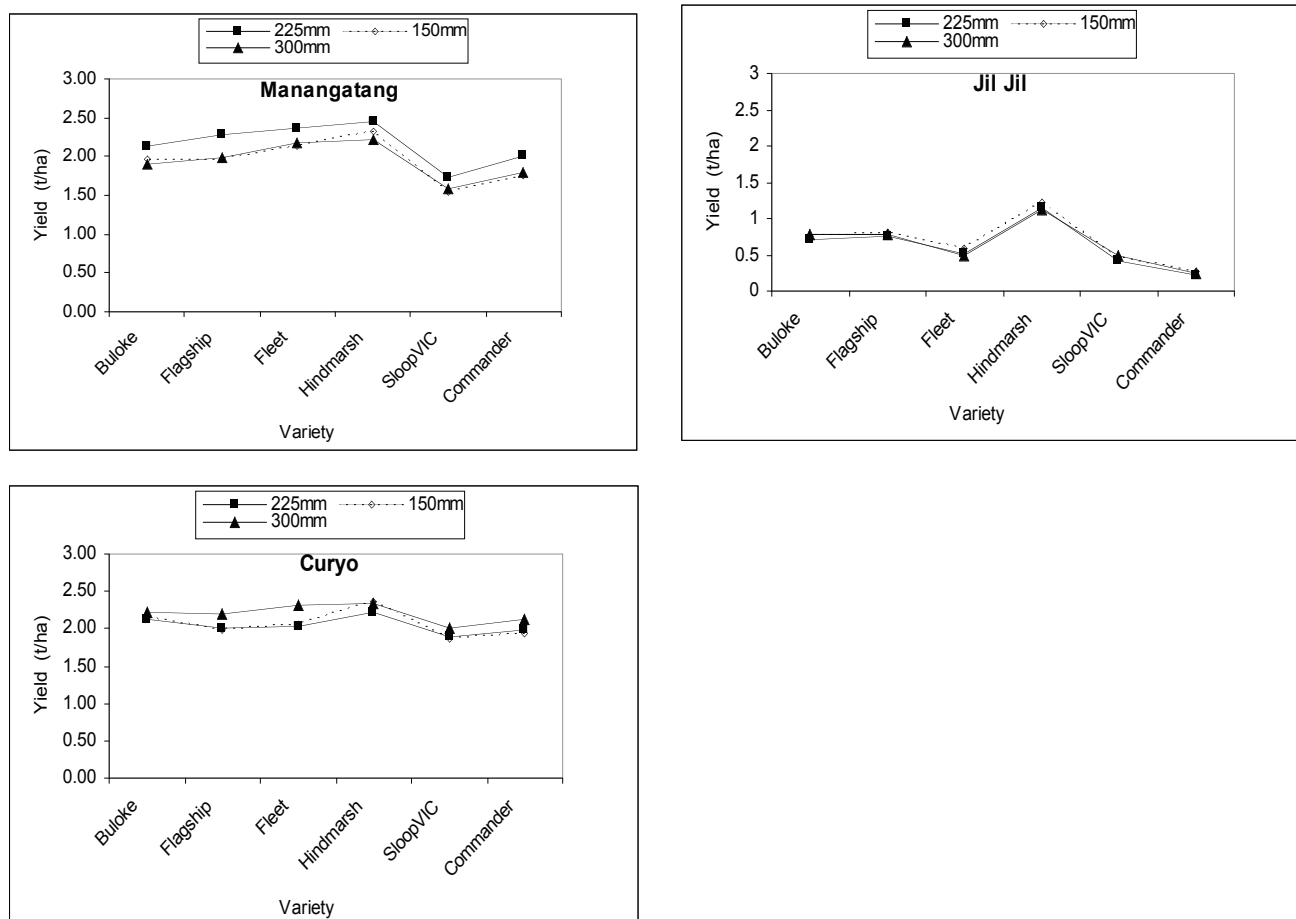 225mm 150mm
300mm
Manangatang
Yield (t/ha)
3.00
2.50
2.00
1.50
1.00
0.50
0.00
Buloke
Flagship
Fleet
Hindmarsh
SloopVIC
Commander
Variety
225mm 150mm
300mm
Jil Jil
Yield (t/ha)
3
2.5
2
1.5
1
0.5
0
Buloke
Flagship
Fleet
Hindmarsh
SloopVIC
Commander
Variety
225mm 150mm
300mm
Curyo
Yield (t/ha)
3.00
2.50
2.00
1.50
1.00
0.50
0.00
Buloke
Flagship
Fleet
Hindmarsh
SloopVIC
Commander
Variety